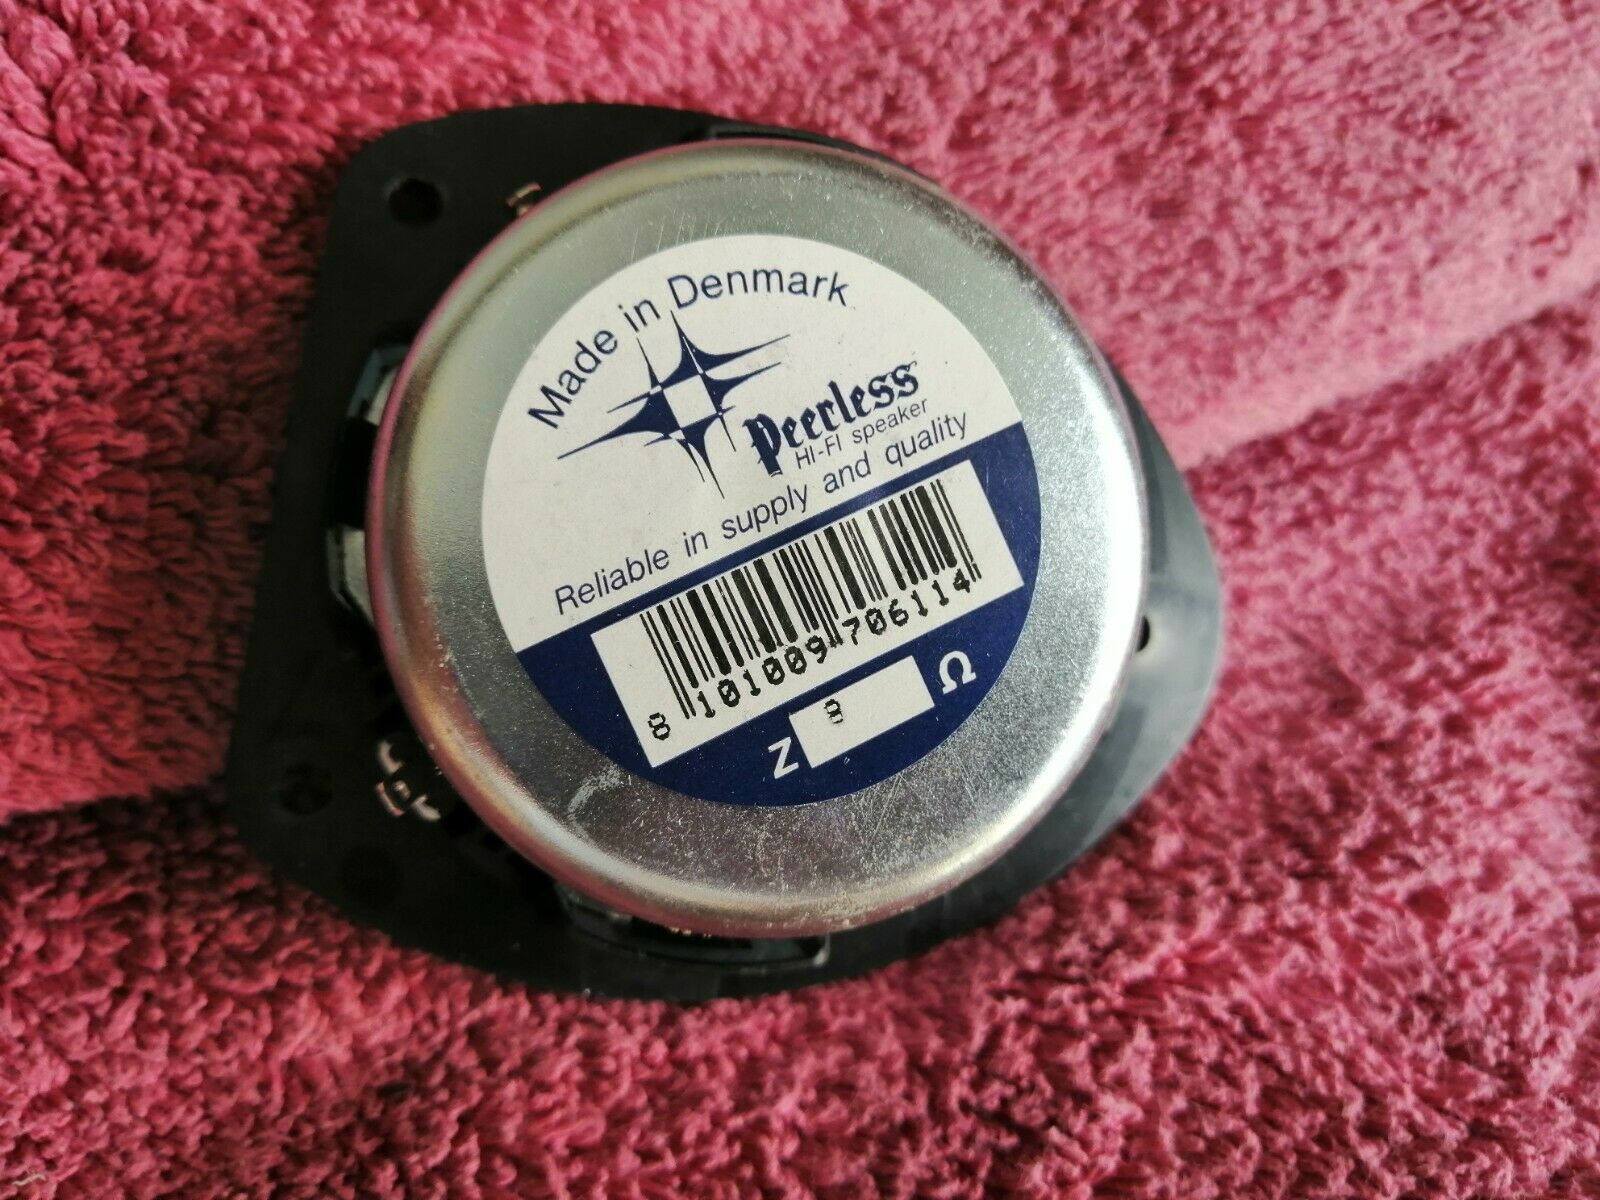 Made in Denmark
Peerless
HI-FI speaker
Reliable in supply and quality
8 101009 706114
Z 8 Ω